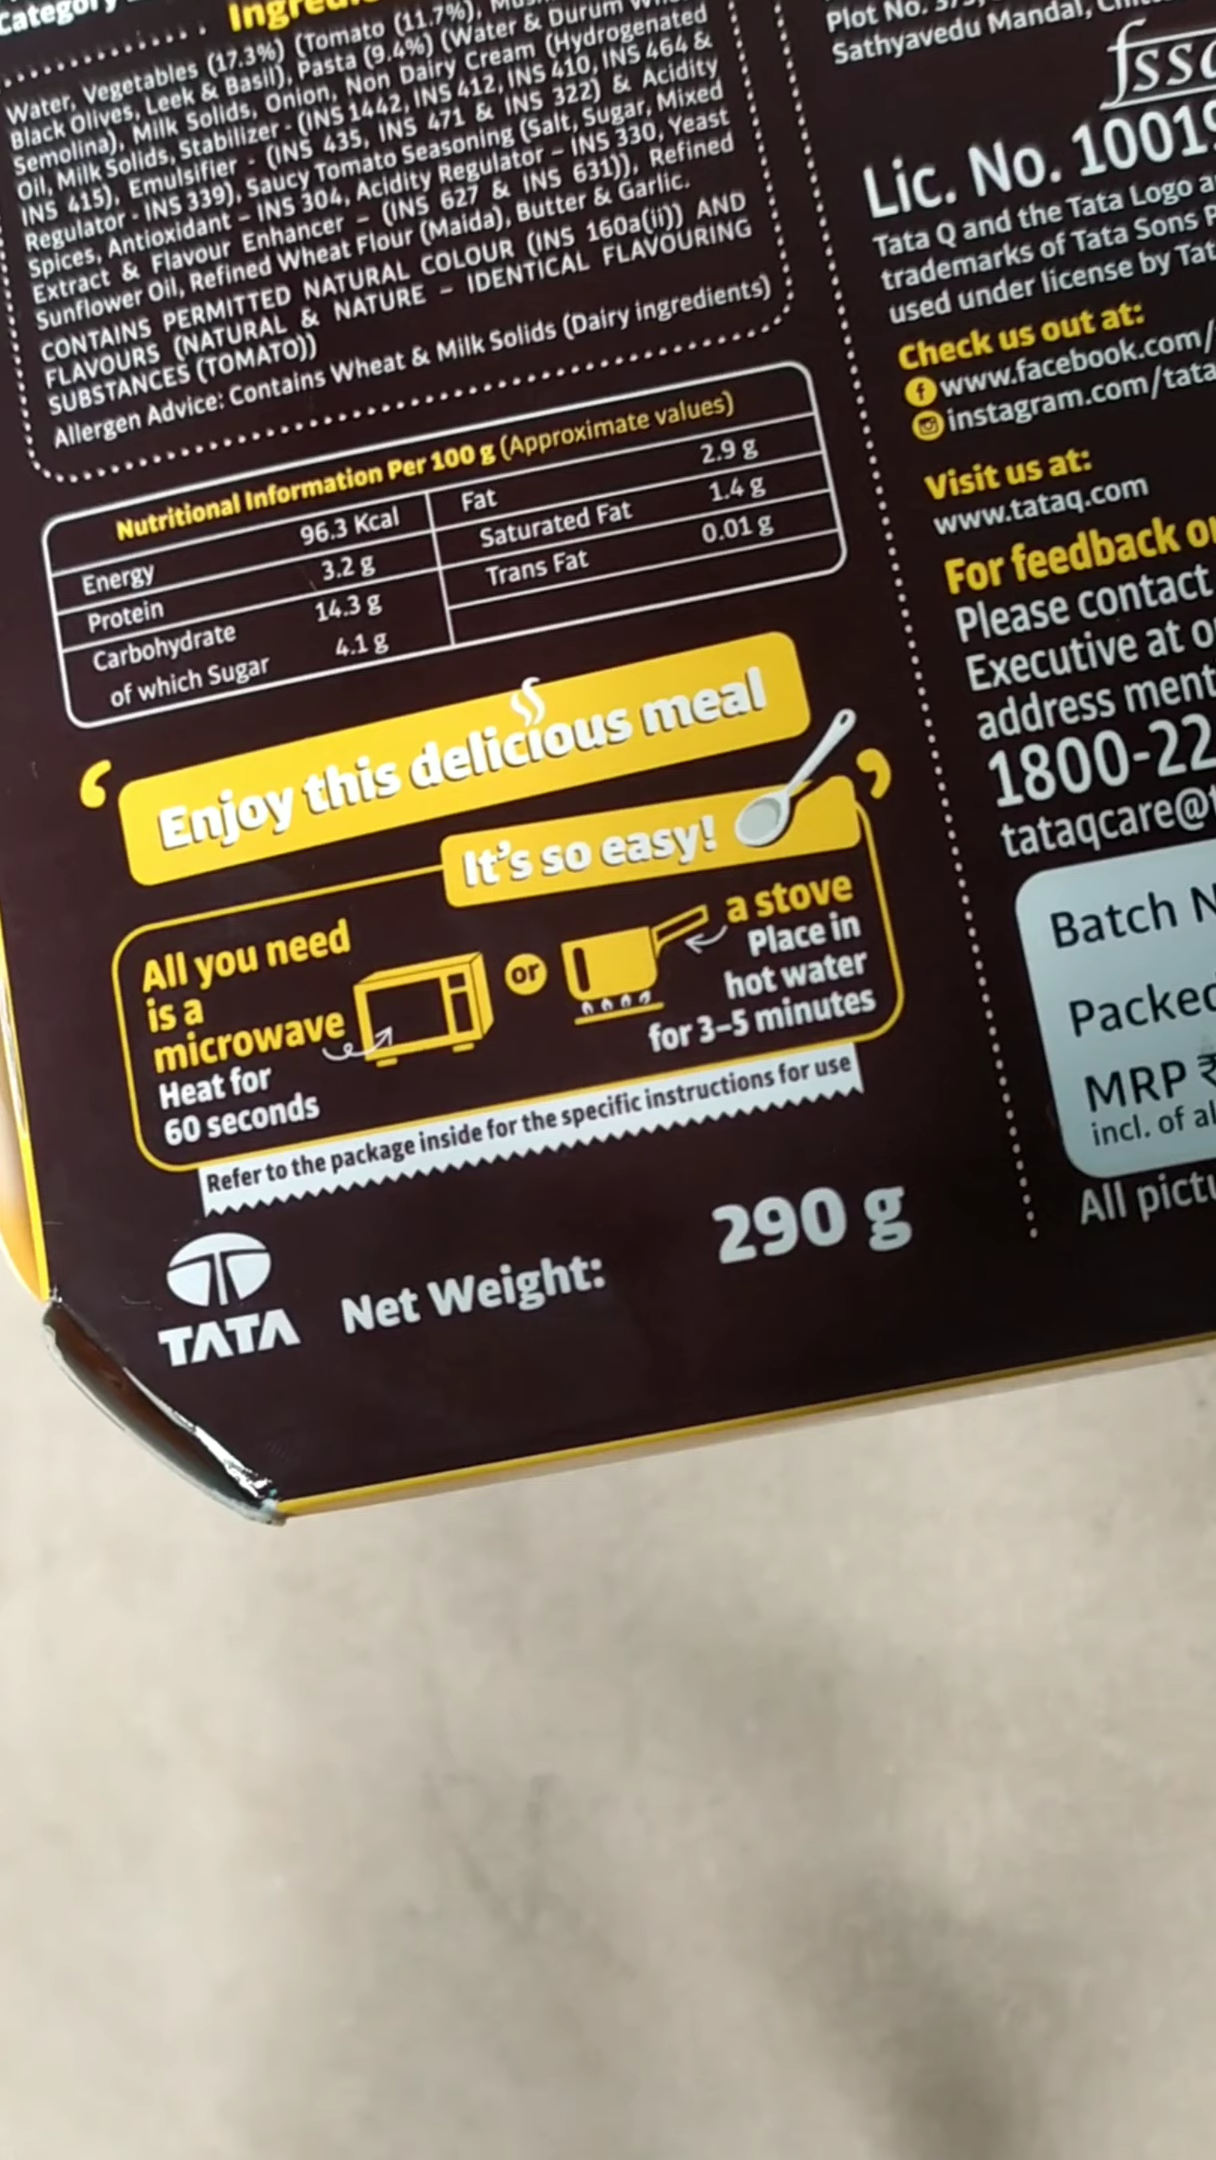 Category
Water, Vegetables (17.3%) (Tomato (11.7%),
Black Olives, Leek & Basil), Pasta (9.4%) (Water & Durum
Semolina), Milk Solids, Onion, Non Dairy Cream (Hydrogenated
Oil, Milk Solids, Stabilizer - (INS 1442, INS 412, INS 410, INS 464 &
INS 415), Emulsifier - (INS 435, INS 471 & INS 322) & Acidity
Regulator - INS 339), Saucy Tomato Seasoning (Salt, Sugar, Mixed
Spices, Antioxidant – INS 304, Acidity Regulator – INS 330, Yeast
Extract & Flavour Enhancer – (INS 627 & INS 631)), Refined
Sunflower Oil, Refined Wheat Flour (Maida), Butter & Garlic.
CONTAINS PERMITTED NATURAL COLOUR (INS 160a(ii)) AND
FLAVOURS (NATURAL & NATURE – IDENTICAL FLAVOURING
SUBSTANCES (TOMATO))
Allergen Advice: Contains Wheat & Milk Solids (Dairy ingredients)
Nutritional Information Per 100 g (Approximate values)
Energy 96.3 Kcal Fat 2.9 g
Protein 3.2 g Saturated Fat 1.4 g
Carbohydrate 14.3 g Trans Fat 0.01 g
of which Sugar 4.1 g
‘ Enjoy this delicious meal
It's so easy! ’
All you need
is a
microwave
Heat for
60 seconds
or
a stove
Place in
hot water
for 3–5 minutes
Refer to the package inside for the specific instructions for use
TATA
Net Weight: 290 g
Plot No.
Sathyavedu Mandal,
Lic. No. 1001
Tata Q and the Tata Logo
trademarks of Tata Sons
used under license by
Check us out at:
www.facebook.com/
instagram.com/tata
Visit us at:
www.tataq.com
For feedback
Please contact
Executive at
address
1800-22
tataqcare@
Batch
MRP ₹
incl. of
All